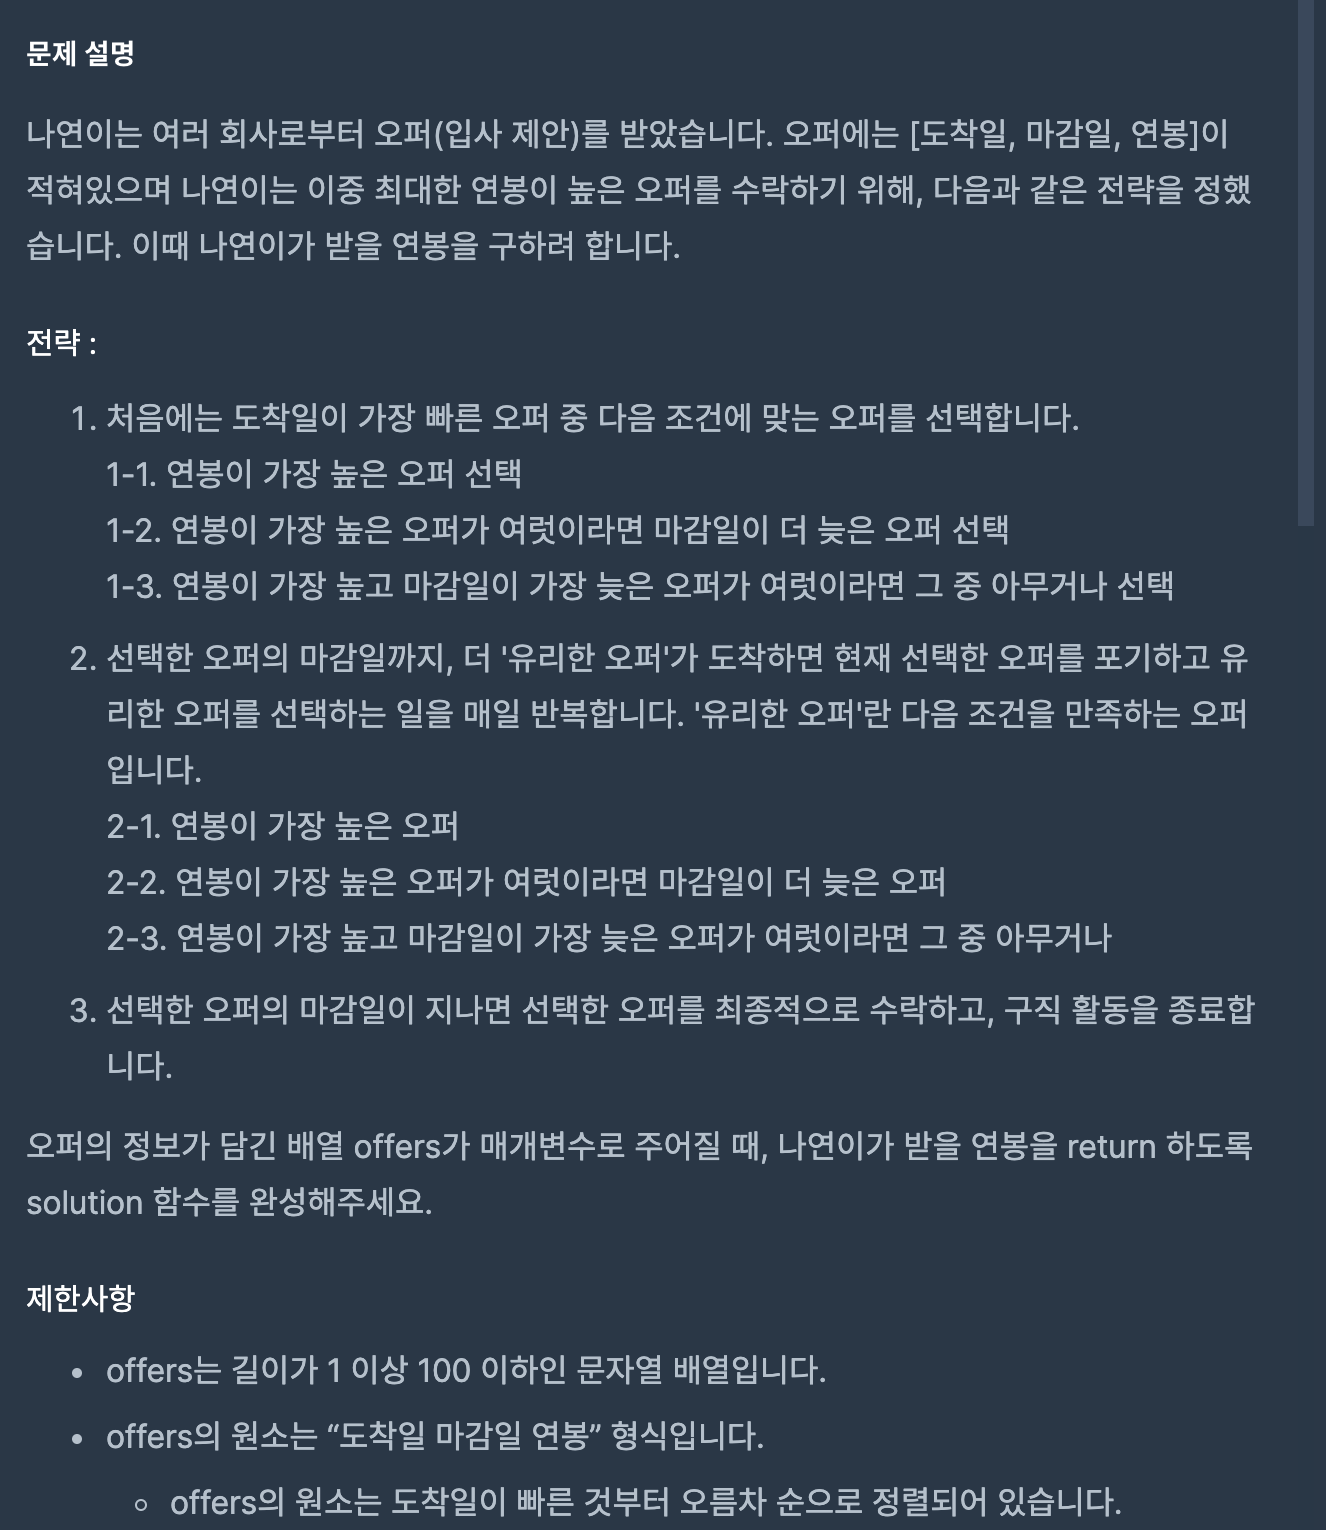 문제 설명
나연이는 여러 회사로부터 오퍼(입사 제안)를 받았습니다. 오퍼에는 [도착일, 마감일, 연봉]이
적혀있으며 나연이는 이중 최대한 연봉이 높은 오퍼를 수락하기 위해, 다음과 같은 전략을 정했
습니다. 이때 나연이가 받을 연봉을 구하려 합니다.
전략 :
1. 처음에는 도착일이 가장 빠른 오퍼 중 다음 조건에 맞는 오퍼를 선택합니다.
1-1. 연봉이 가장 높은 오퍼 선택
1-2. 연봉이 가장 높은 오퍼가 여럿이라면 마감일이 더 늦은 오퍼 선택
1-3. 연봉이 가장 높고 마감일이 가장 늦은 오퍼가 여럿이라면 그 중 아무거나 선택
2. 선택한 오퍼의 마감일까지, 더 '유리한 오퍼'가 도착하면 현재 선택한 오퍼를 포기하고 유
리한 오퍼를 선택하는 일을 매일 반복합니다. '유리한 오퍼'란 다음 조건을 만족하는 오퍼
입니다.
2-1. 연봉이 가장 높은 오퍼
2-2. 연봉이 가장 높은 오퍼가 여럿이라면 마감일이 더 늦은 오퍼
2-3. 연봉이 가장 높고 마감일이 가장 늦은 오퍼가 여럿이라면 그 중 아무거나
3. 선택한 오퍼의 마감일이 지나면 선택한 오퍼를 최종적으로 수락하고, 구직 활동을 종료합
니다.
오퍼의 정보가 담긴 배열 offers가 매개변수로 주어질 때, 나연이가 받을 연봉을 return 하도록
solution 함수를 완성해주세요.
제한사항
• offers는 길이가 1 이상 100 이하인 문자열 배열입니다.
• offers의 원소는 “도착일 마감일 연봉” 형식입니다.
◦ offers의 원소는 도착일이 빠른 것부터 오름차 순으로 정렬되어 있습니다.